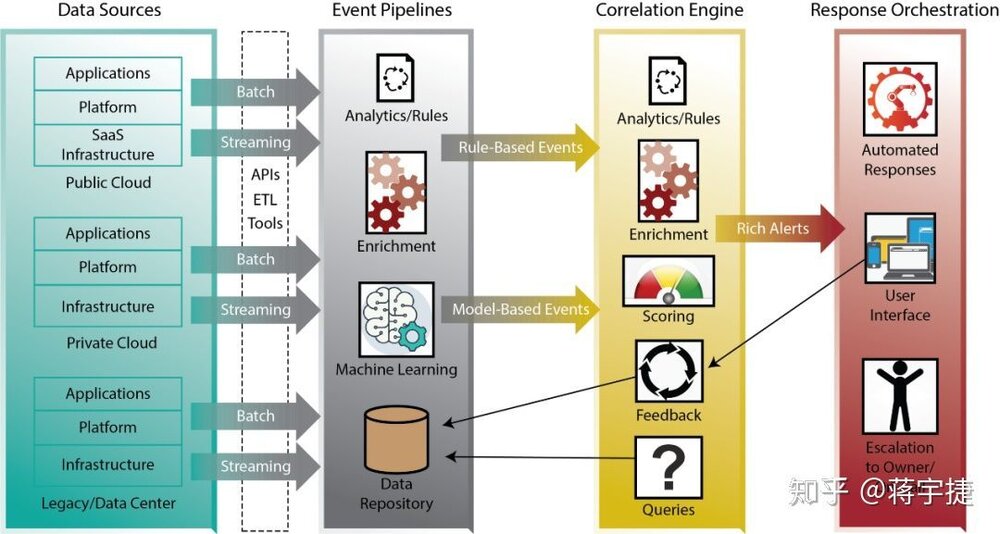 Data Sources
Event Pipelines
Correlation Engine
Response Orchestration
Applications
Platform
SaaS
Infrastructure
Public Cloud
Applications
Platform
Infrastructure
Private Cloud
Applications
Platform
Infrastructure
Legacy/Data Center
Batch
Streaming
APIs
ETL
Tools
Batch
Streaming
Batch
Streaming
Analytics/Rules
Enrichment
Machine Learning
Data
Repository
Rule-Based Events
Model-Based Events
Analytics/Rules
Enrichment
Scoring
Feedback
?
Queries
Rich Alerts
Automated
Responses
User
Interface
Escalation
to Owner/
知乎 @蒋宇捷